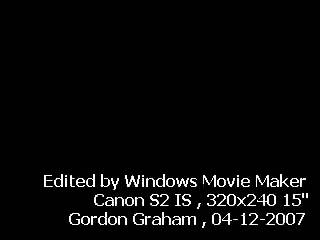 Edited by Windows Movie Maker
Canon S2 IS , 320x240 15"
Gordon Graham , 04-12-2007